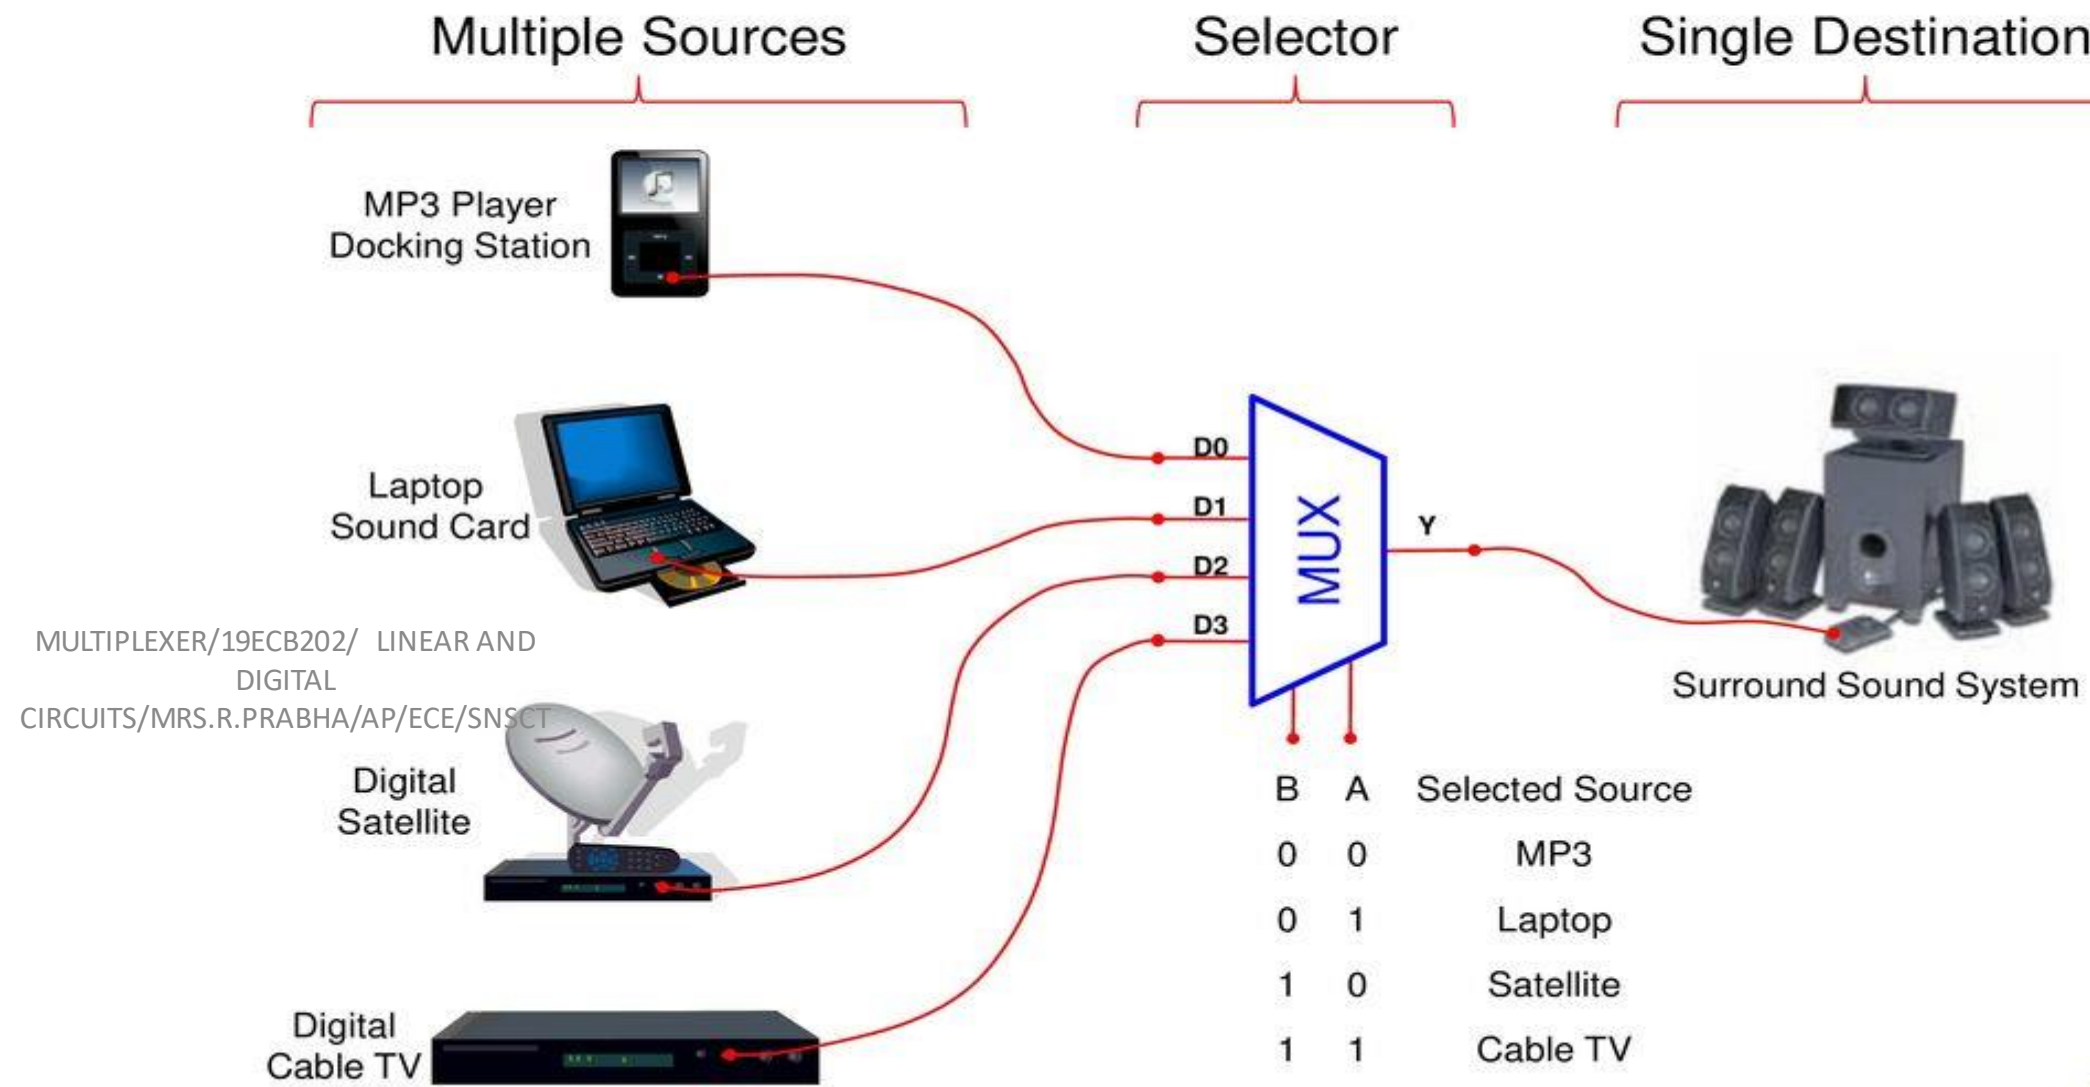 Multiple Sources
Selector
Single Destination
MP3 Player
Docking Station
Laptop
Sound Card
D0
D1
D2
D3
MUX
Y
MULTIPLEXER/19ECB202/ LINEAR AND
DIGITAL
CIRCUITS/MRS.R.PRABHA/AP/ECE/SNSCT
Surround Sound System
Digital
Satellite
Digital
Cable TV
B A Selected Source
0 0 MP3
0 1 Laptop
1 0 Satellite
1 1 Cable TV